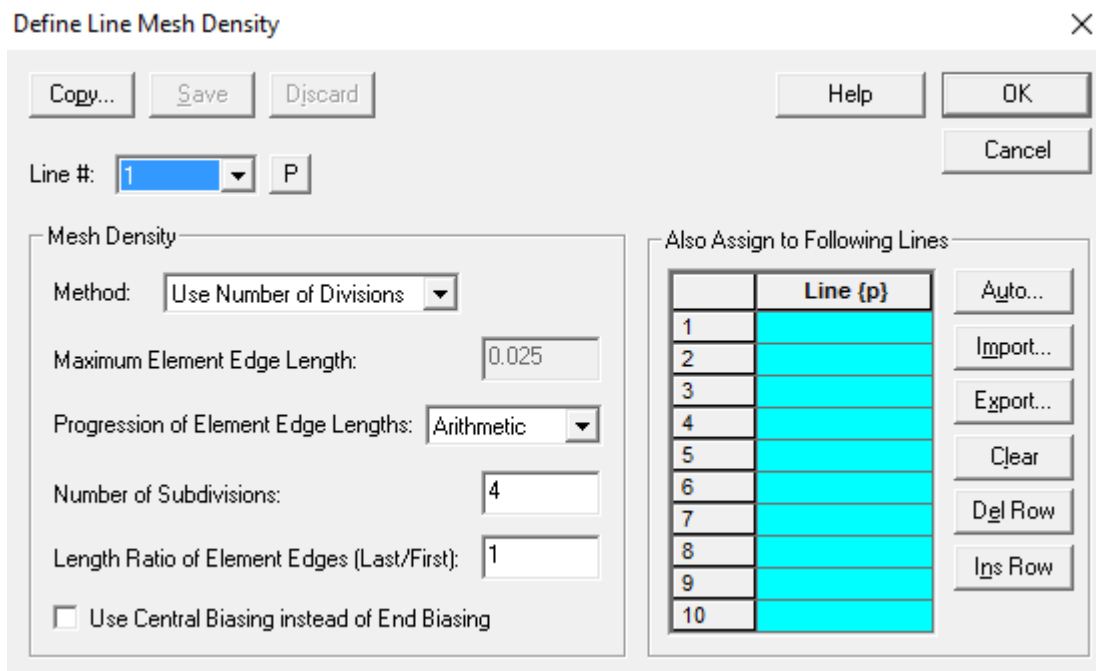 Define Line Mesh Density
Copy... Save Discard Help OK
Cancel
Line #: 1 P
Mesh Density
Method: Use Number of Divisions
Maximum Element Edge Length: 0.025
Progression of Element Edge Lengths: Arithmetic
Number of Subdivisions: 4
Length Ratio of Element Edges (Last/First): 1
Use Central Biasing instead of End Biasing
Also Assign to Following Lines
Line {p}
1
2
3
4
5
6
7
8
9
10
Auto...
Import...
Export...
Clear
Del Row
Ins Row